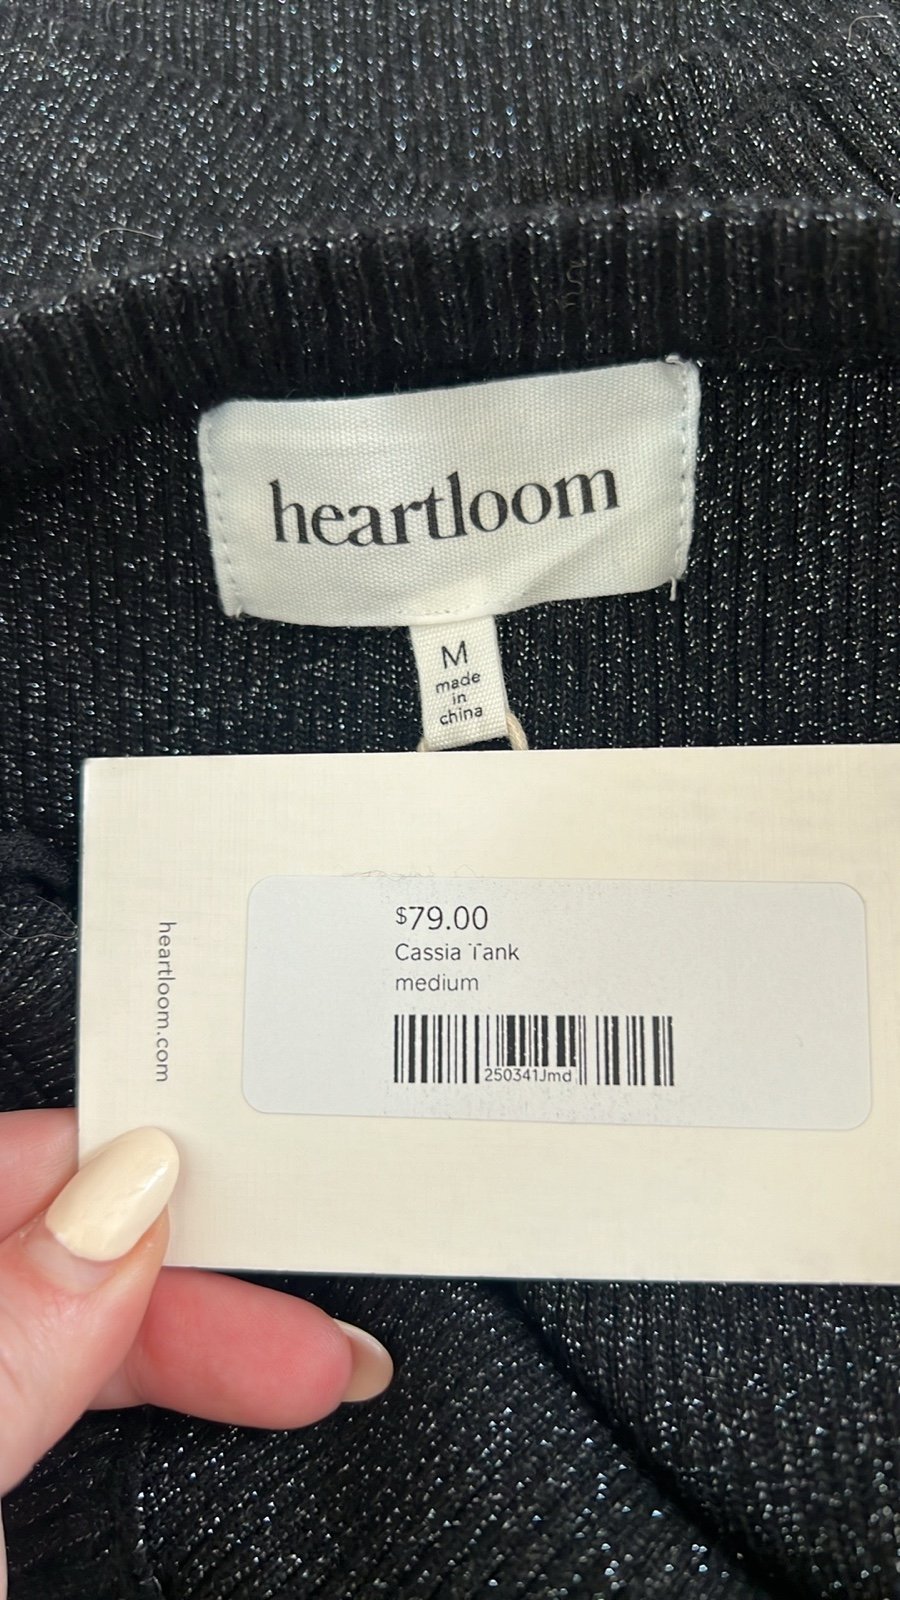 heartloom
M
made
in
china
$79.00
Cassia Tank
medium
250341Jmd
heartloom.com